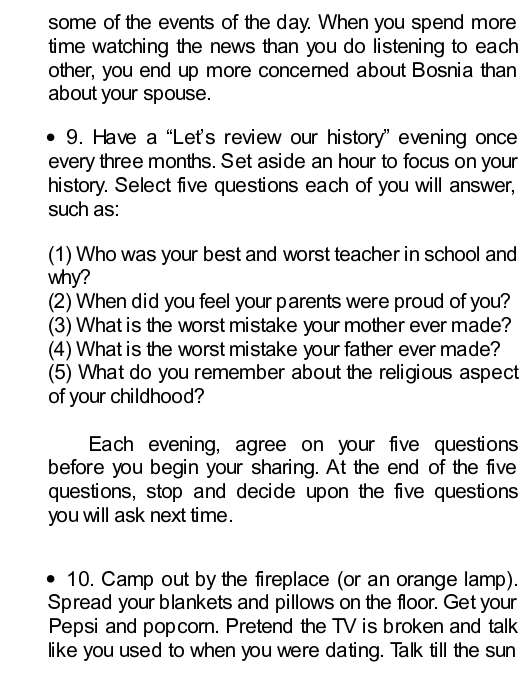 some of the events of the day. When you spend more
time watching the news than you do listening to each
other, you end up more concerned about Bosnia than
about your spouse.
• 9. Have a “Let’s review our history” evening once
every three months. Set aside an hour to focus on your
history. Select five questions each of you will answer,
such as:
(1) Who was your best and worst teacher in school and
why?
(2) When did you feel your parents were proud of you?
(3) What is the worst mistake your mother ever made?
(4) What is the worst mistake your father ever made?
(5) What do you remember about the religious aspect
of your childhood?
Each evening, agree on your five questions
before you begin your sharing. At the end of the five
questions, stop and decide upon the five questions
you will ask next time.
• 10. Camp out by the fireplace (or an orange lamp).
Spread your blankets and pillows on the floor. Get your
Pepsi and popcorn. Pretend the TV is broken and talk
like you used to when you were dating. Talk till the sun